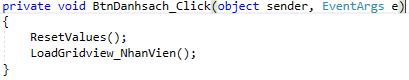 private void BtnDanhsach_Click(object sender, EventArgs e)
{
ResetValues();
LoadGridview_NhanVien();
}